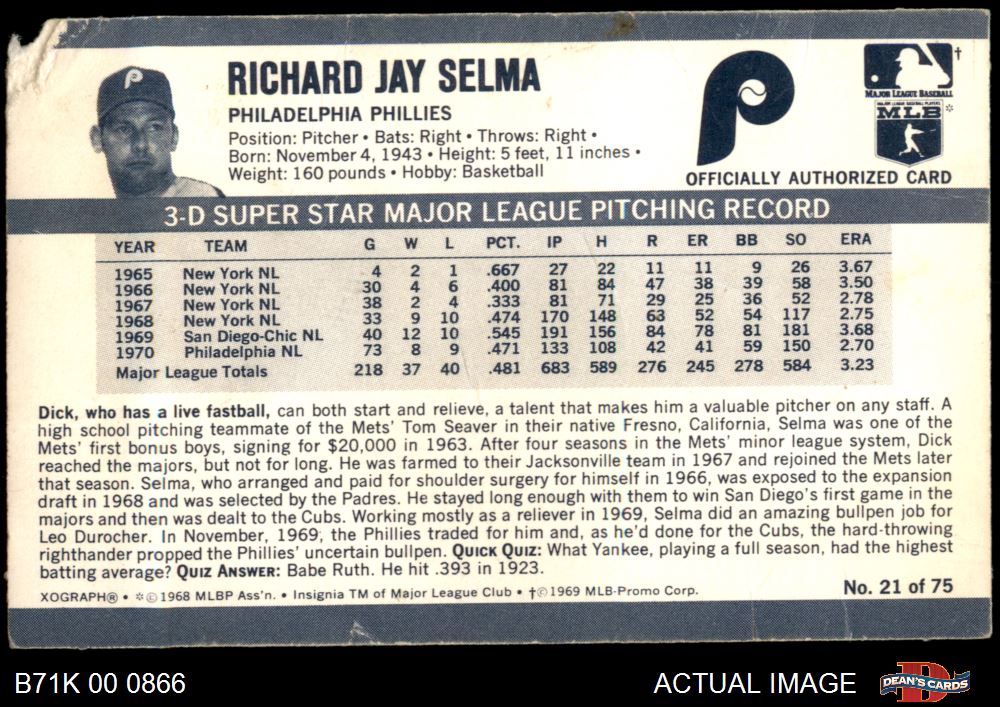 RICHARD JAY SELMA
PHILADELPHIA PHILLIES
Position: Pitcher • Bats: Right • Throws: Right •
Born: November 4, 1943 • Height: 5 feet, 11 inches •
Weight: 160 pounds • Hobby: Basketball
P
P
†
MAJOR LEAGUE BASEBALL
MAJOR LEAGUE BASEBALL PLAYERS
MLB *
OFFICIALLY AUTHORIZED CARD
3-D SUPER STAR MAJOR LEAGUE PITCHING RECORD
YEAR TEAM G W L PCT. IP H R ER BB SO ERA
1965 New York NL 4 2 1 .667 27 22 11 11 9 26 3.67
1966 New York NL 30 4 6 .400 81 84 47 38 39 58 3.50
1967 New York NL 38 2 4 .333 81 71 29 25 36 52 2.78
1968 New York NL 33 9 10 .474 170 148 63 52 54 117 2.75
1969 San Diego-Chic NL 40 12 10 .545 191 156 84 78 81 181 3.68
1970 Philadelphia NL 73 8 9 .471 133 108 42 41 59 150 2.70
Major League Totals 218 37 40 .481 683 589 276 245 278 584 3.23
Dick, who has a live fastball, can both start and relieve, a talent that makes him a valuable pitcher on any staff. A
high school pitching teammate of the Mets' Tom Seaver in their native Fresno, California, Selma was one of the
Mets' first bonus boys, signing for $20,000 in 1963. After four seasons in the Mets' minor league system, Dick
reached the majors, but not for long. He was farmed to their Jacksonville team in 1967 and rejoined the Mets later
that season. Selma, who arranged and paid for shoulder surgery for himself in 1966, was exposed to the expansion
draft in 1968 and was selected by the Padres. He stayed long enough with them to win San Diego's first game in the
majors and then was dealt to the Cubs. Working mostly as a reliever in 1969, Selma did an amazing bullpen job for
Leo Durocher. In November, 1969, the Phillies traded for him and, as he'd done for the Cubs, the hard-throwing
righthander propped the Phillies' uncertain bullpen. QUICK QUIZ: What Yankee, playing a full season, had the highest
batting average? QUIZ ANSWER: Babe Ruth. He hit .393 in 1923.
XOGRAPH® • *© 1968 MLBP Ass'n. • Insignia TM of Major League Club • †© 1969 MLB-Promo Corp.
No. 21 of 75
B71K 00 0866
ACTUAL IMAGE
D
DEAN'S CARDS